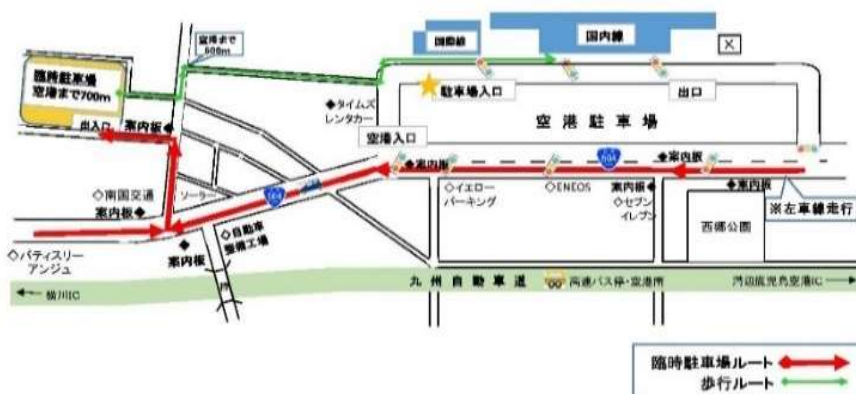 空港まで
600m
国際線
国内線
臨時駐車場
空港まで700m
出入口
案内板◆
◆タイムズ
レンタカー
駐車場入口
出口
空港駐車場
空港入口
◆案内板
504
◆案内板
◇南国交通
案内板◆
ソーラー
504
◇イエロー
パーキング
◇ENEOS
案内板◆
◇セブン
イレブン
◆案内板
※左車線走行
西郷公園
◇パティスリー
アンジュ
◆
案内板
◇自動車
整備工場
横川IC
九州自動車道
高速バス停・空港南
溝辺鹿児島空港IC
臨時駐車場ルート
歩行ルート